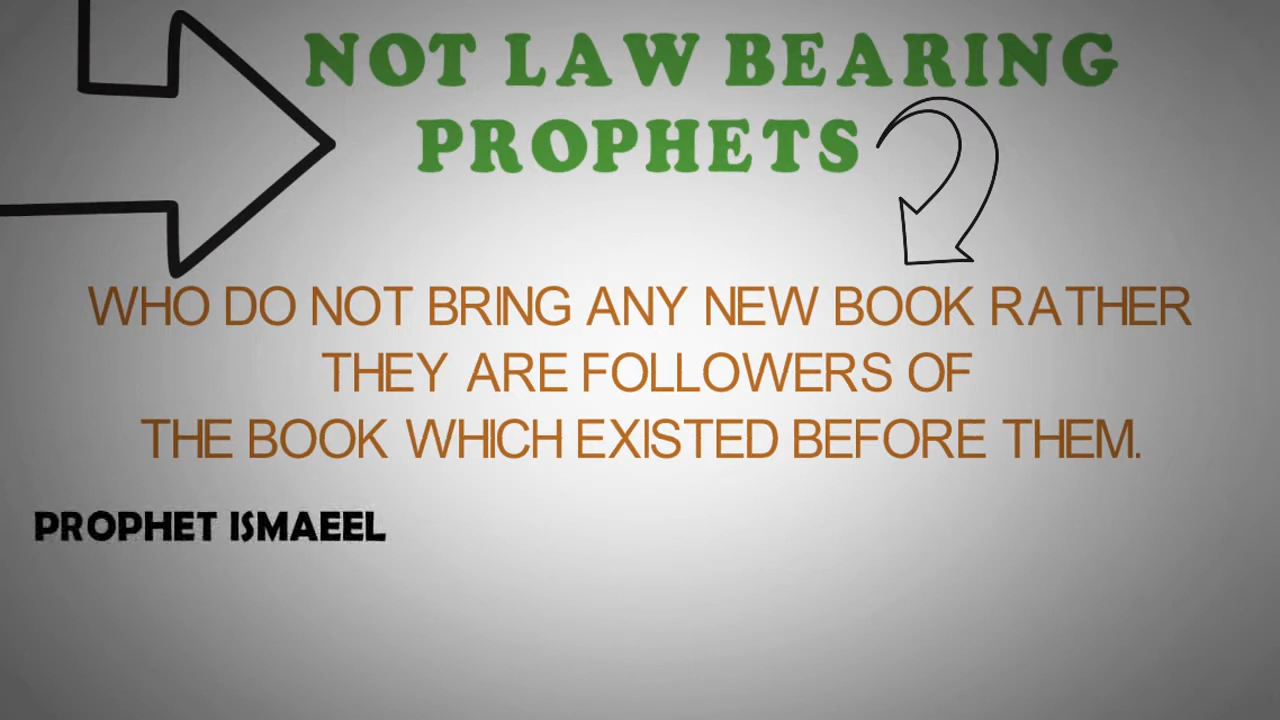 NOT LAW BEARING
PROPHETS
WHO DO NOT BRING ANY NEW BOOK RATHER
THEY ARE FOLLOWERS OF
THE BOOK WHICH EXISTED BEFORE THEM.
PROPHET ISMAEEL